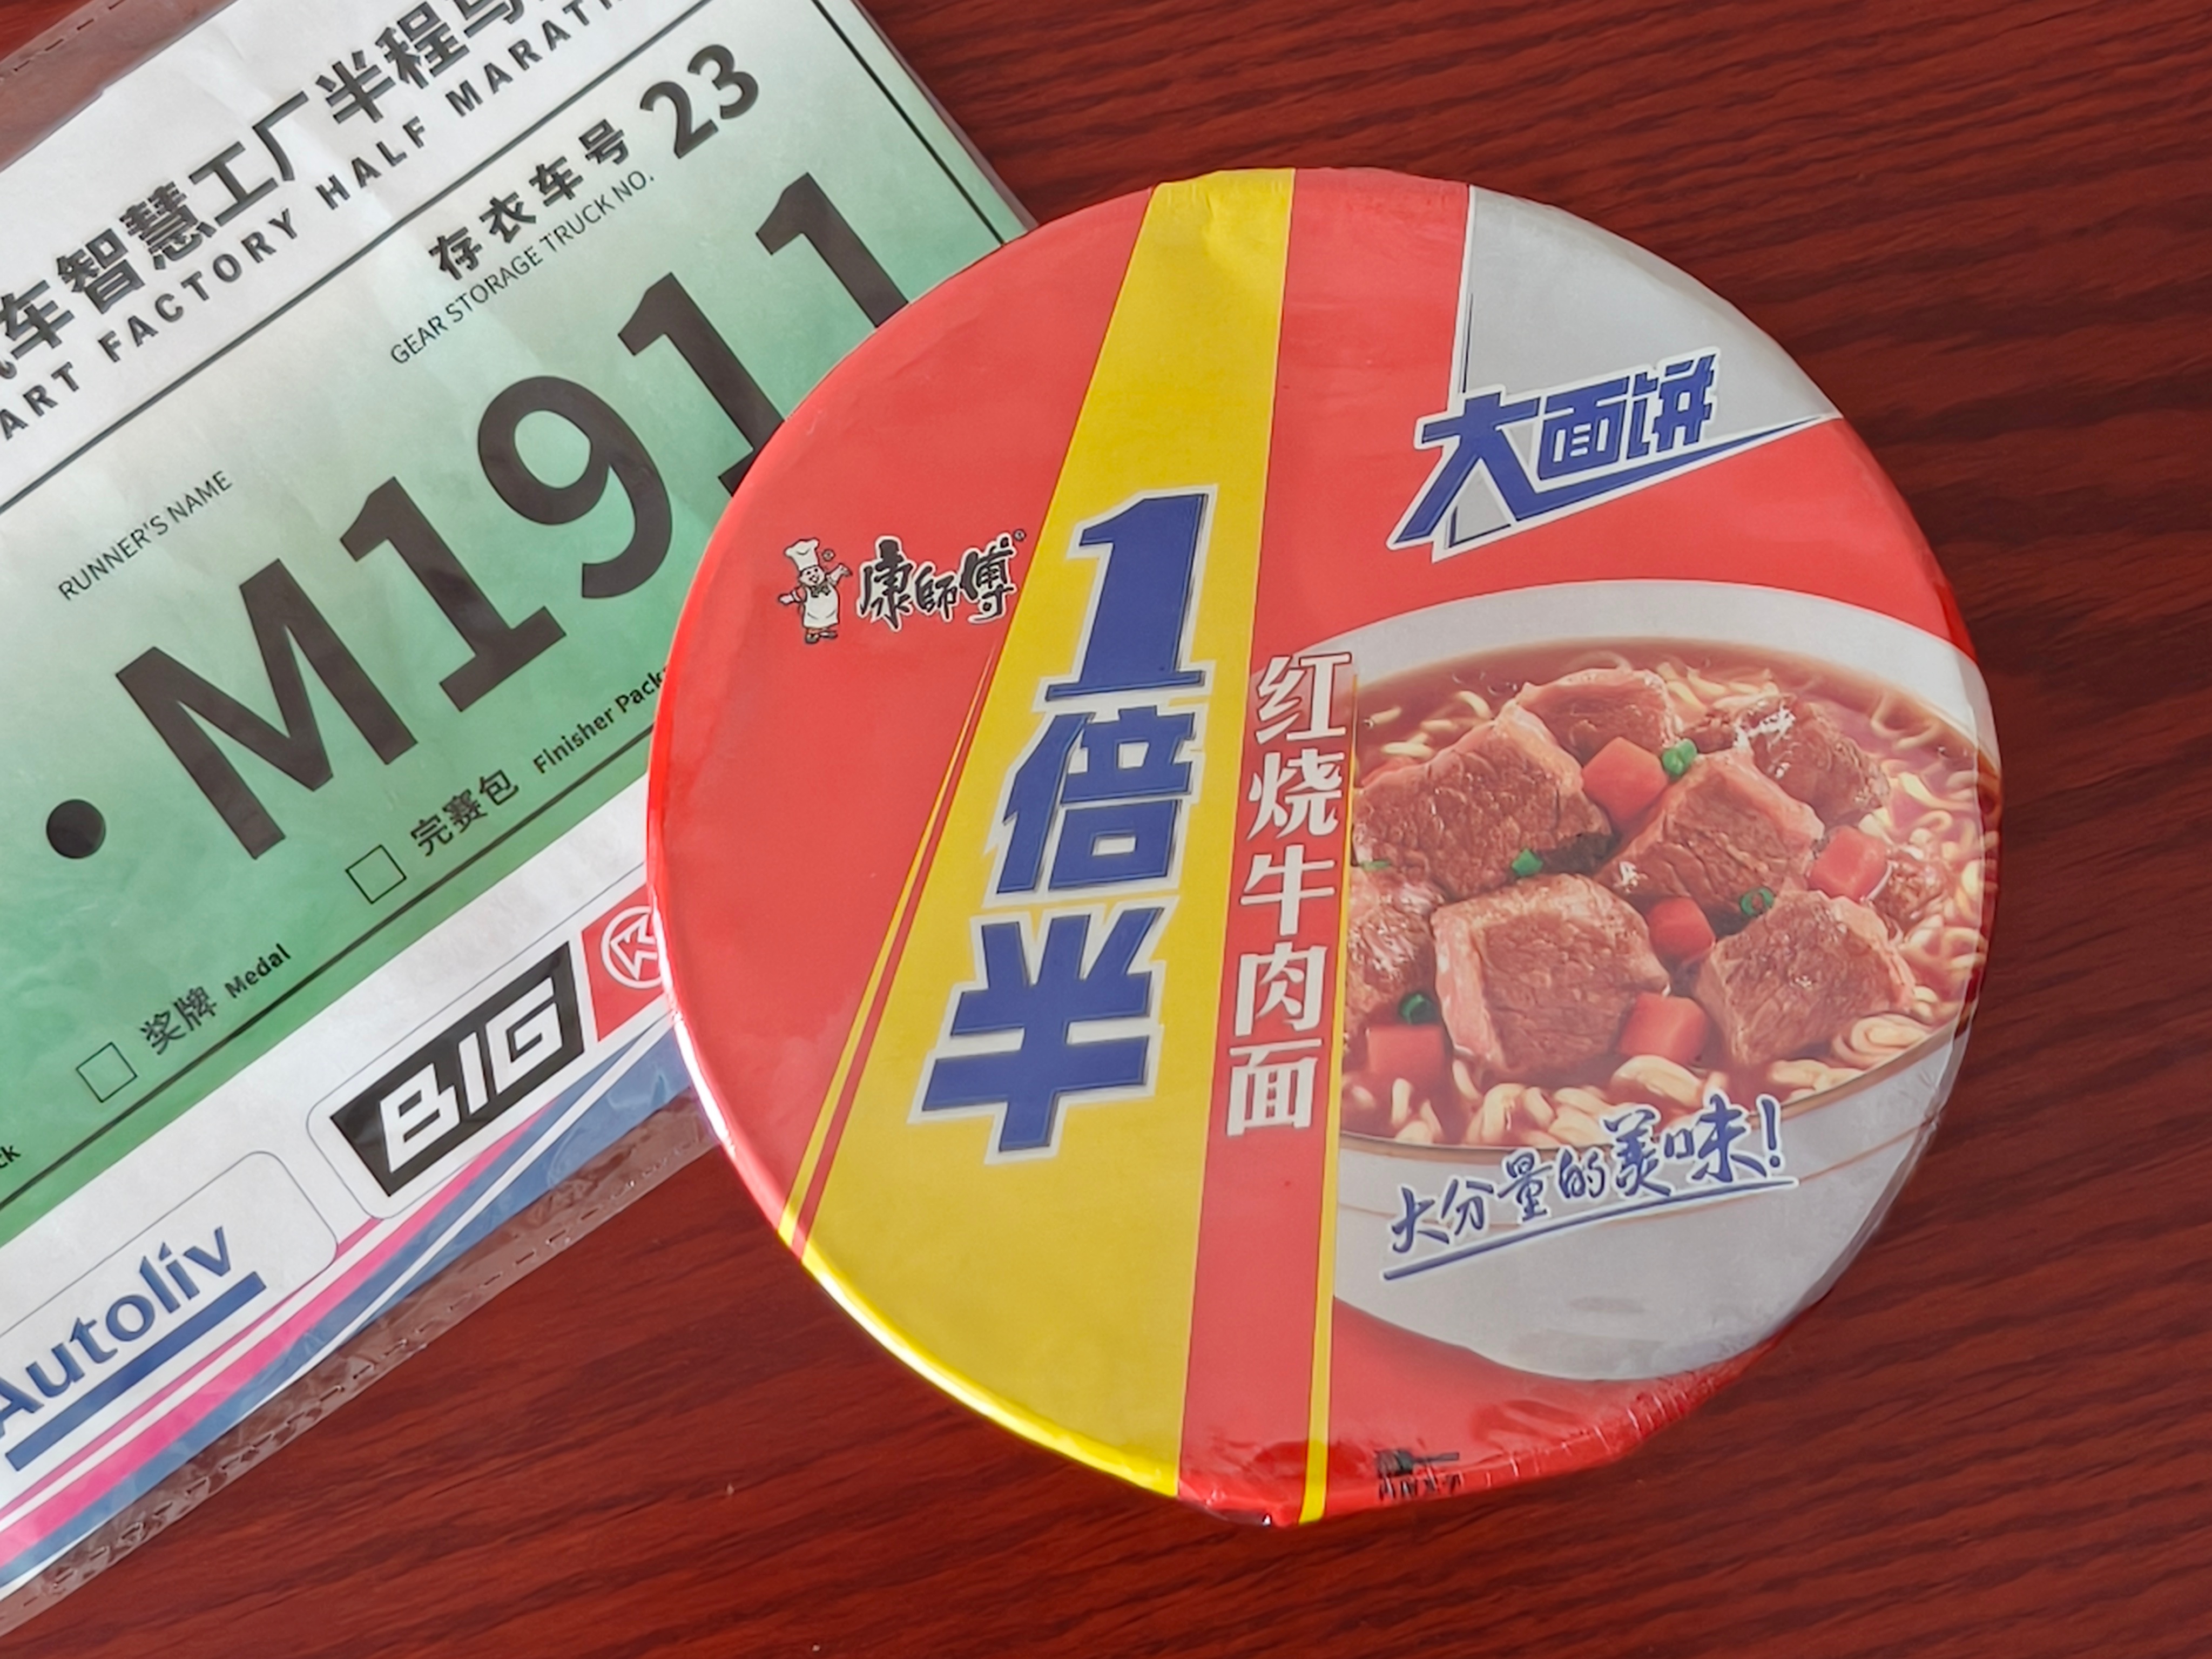 车智慧工厂半程马
ART FACTORY HALF MARATH
存衣车号 23
GEAR STORAGE TRUCK NO.
RUNNER'S NAME
·M1911
完赛包 Finisher Pack
奖牌 Medal
ck
BIG
Autoliv
康師傅
1倍半
红烧牛肉面
大面饼
大分量的美味!